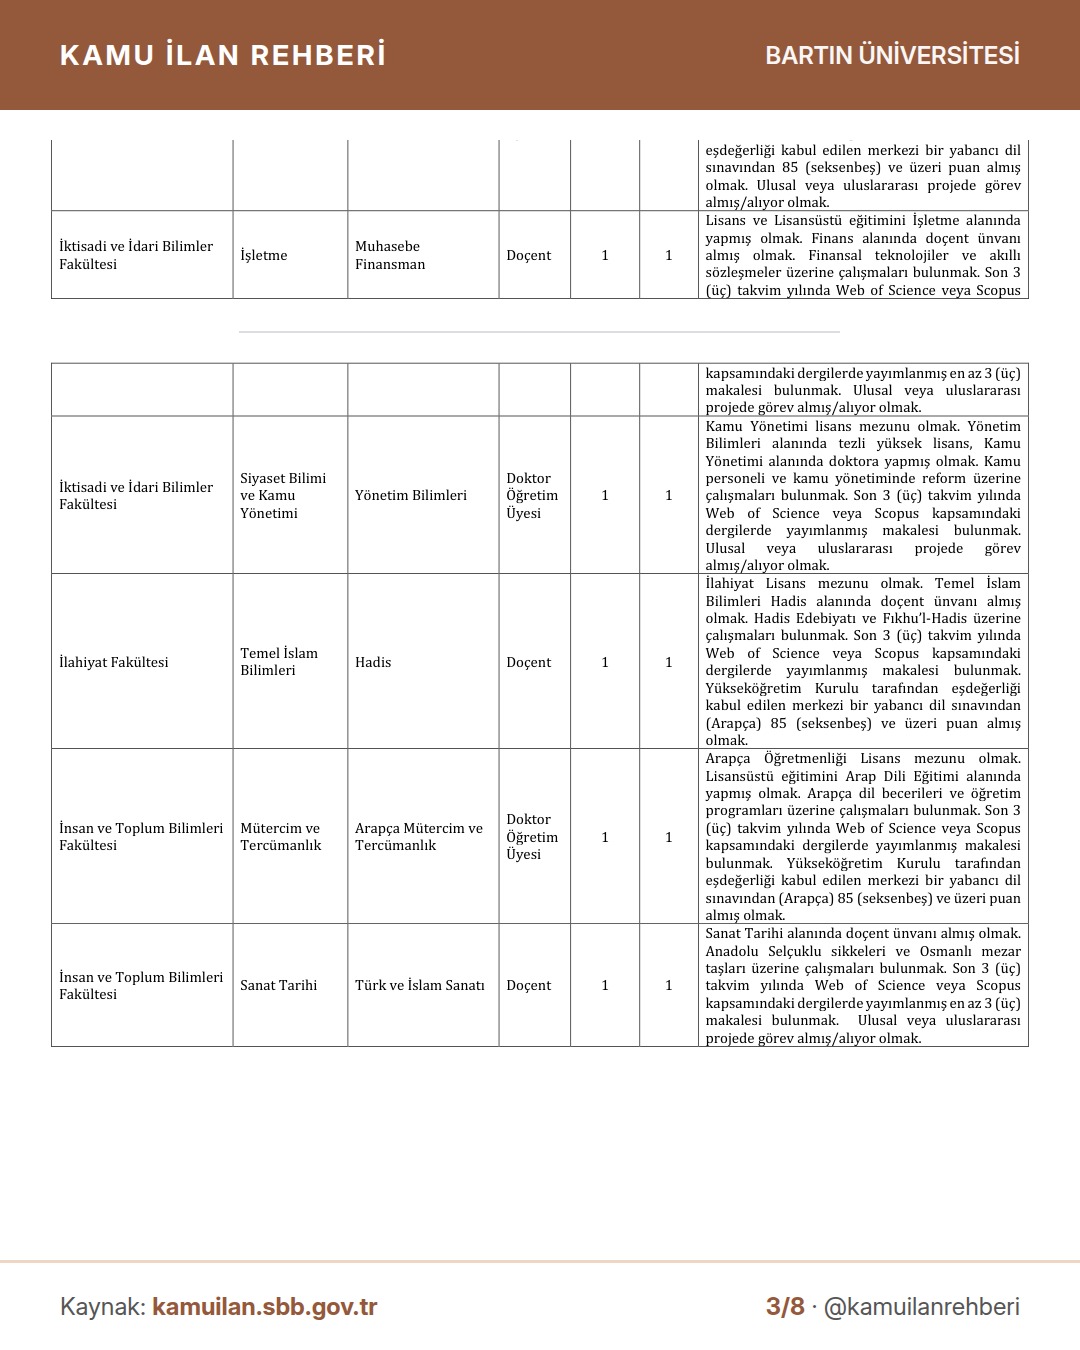 KAMU İLAN REHBERİ
BARTIN ÜNİVERSİTESİ
eşdeğerliği kabul edilen merkezi bir yabancı dil
sınavından 85 (seksenbeş) ve üzeri puan almış
olmak. Ulusal veya uluslararası projede görev
almış/alıyor olmak.
İktisadi ve İdari Bilimler
Fakültesi
İşletme
Muhasebe
Finansman
Doçent
1
1
Lisans ve Lisansüstü eğitimini İşletme alanında
yapmış olmak. Finans alanında doçent ünvanı
almış olmak. Finansal teknolojiler ve akıllı
sözleşmeler üzerine çalışmaları bulunmak. Son 3
(üç) takvim yılında Web of Science veya Scopus
kapsamındaki dergilerde yayımlanmış en az 3 (üç)
makalesi bulunmak. Ulusal veya uluslararası
projede görev almış/alıyor olmak.
İktisadi ve İdari Bilimler
Fakültesi
Siyaset Bilimi
ve Kamu
Yönetimi
Yönetim Bilimleri
Doktor
Öğretim
Üyesi
1
1
Kamu Yönetimi lisans mezunu olmak. Yönetim
Bilimleri alanında tezli yüksek lisans, Kamu
Yönetimi alanında doktora yapmış olmak. Kamu
personeli ve kamu yönetiminde reform üzerine
çalışmaları bulunmak. Son 3 (üç) takvim yılında
Web of Science veya Scopus kapsamındaki
dergilerde yayımlanmış makalesi bulunmak.
Ulusal veya uluslararası projede görev
almış/alıyor olmak.
İlahiyat Fakültesi
Temel İslam
Bilimleri
Hadis
Doçent
1
1
İlahiyat Lisans mezunu olmak. Temel İslam
Bilimleri Hadis alanında doçent ünvanı almış
olmak. Hadis Edebiyatı ve Fıkhu’l-Hadis üzerine
çalışmaları bulunmak. Son 3 (üç) takvim yılında
Web of Science veya Scopus kapsamındaki
dergilerde yayımlanmış makalesi bulunmak.
Yükseköğretim Kurulu tarafından eşdeğerliği
kabul edilen merkezi bir yabancı dil sınavından
(Arapça) 85 (seksenbeş) ve üzeri puan almış
olmak.
İnsan ve Toplum Bilimleri
Fakültesi
Mütercim ve
Tercümanlık
Arapça Mütercim ve
Tercümanlık
Doktor
Öğretim
Üyesi
1
1
Arapça Öğretmenliği Lisans mezunu olmak.
Lisansüstü eğitimini Arap Dili Eğitimi alanında
yapmış olmak. Arapça dil becerileri ve öğretim
programları üzerine çalışmaları bulunmak. Son 3
(üç) takvim yılında Web of Science veya Scopus
kapsamındaki dergilerde yayımlanmış makalesi
bulunmak. Yükseköğretim Kurulu tarafından
eşdeğerliği kabul edilen merkezi bir yabancı dil
sınavından (Arapça) 85 (seksenbeş) ve üzeri puan
almış olmak.
İnsan ve Toplum Bilimleri
Fakültesi
Sanat Tarihi
Türk ve İslam Sanatı
Doçent
1
1
Sanat Tarihi alanında doçent ünvanı almış olmak.
Anadolu Selçuklu sikkeleri ve Osmanlı mezar
taşları üzerine çalışmaları bulunmak. Son 3 (üç)
takvim yılında Web of Science veya Scopus
kapsamındaki dergilerde yayımlanmış en az 3 (üç)
makalesi bulunmak. Ulusal veya uluslararası
projede görev almış/alıyor olmak.
Kaynak: kamuilan.sbb.gov.tr
3/8 · @kamuilanrehberi